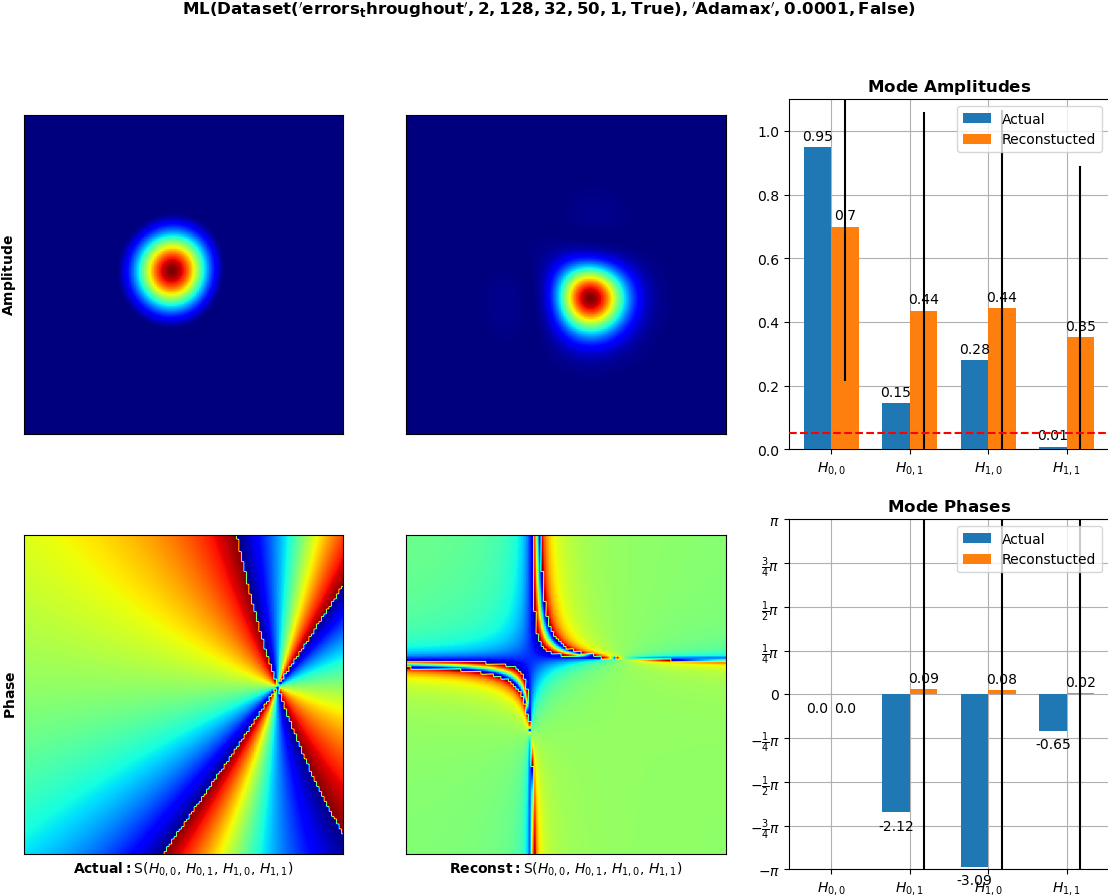 ML(Dataset('errors_throughout', 2, 128, 32, 50, 1, True), 'Adamax', 0.0001, False)
Amplitude
Mode Amplitudes
Actual
Reconstucted
1.0
0.8
0.6
0.4
0.2
0.0
0.95
0.7
0.15
0.44
0.28
0.44
0.01
0.35
H0,0
H0,1
H1,0
H1,1
Phase
Actual: S(H0,0, H0,1, H1,0, H1,1)
Reconst: S(H0,0, H0,1, H1,0, H1,1)
Mode Phases
Actual
Reconstucted
π
3/4π
1/2π
1/4π
0
−1/4π
−1/2π
−3/4π
−π
0.0
0.0
-2.12
0.09
-3.09
0.08
-0.65
0.02
H0,0
H0,1
H1,0
H1,1